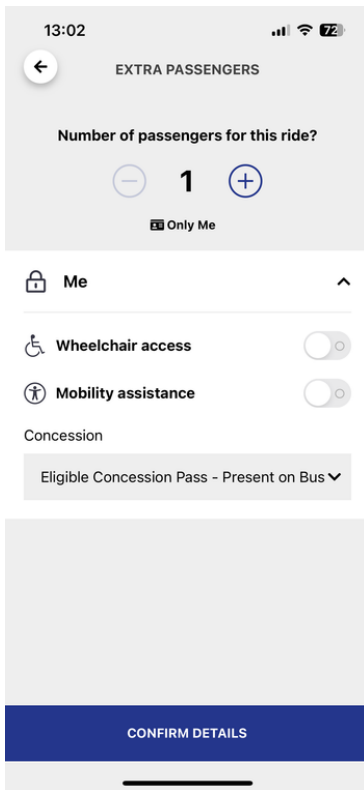 13:02
72
EXTRA PASSENGERS
Number of passengers for this ride?
1
Only Me
Me
Wheelchair access
Mobility assistance
Concession
Eligible Concession Pass - Present on Bus
CONFIRM DETAILS